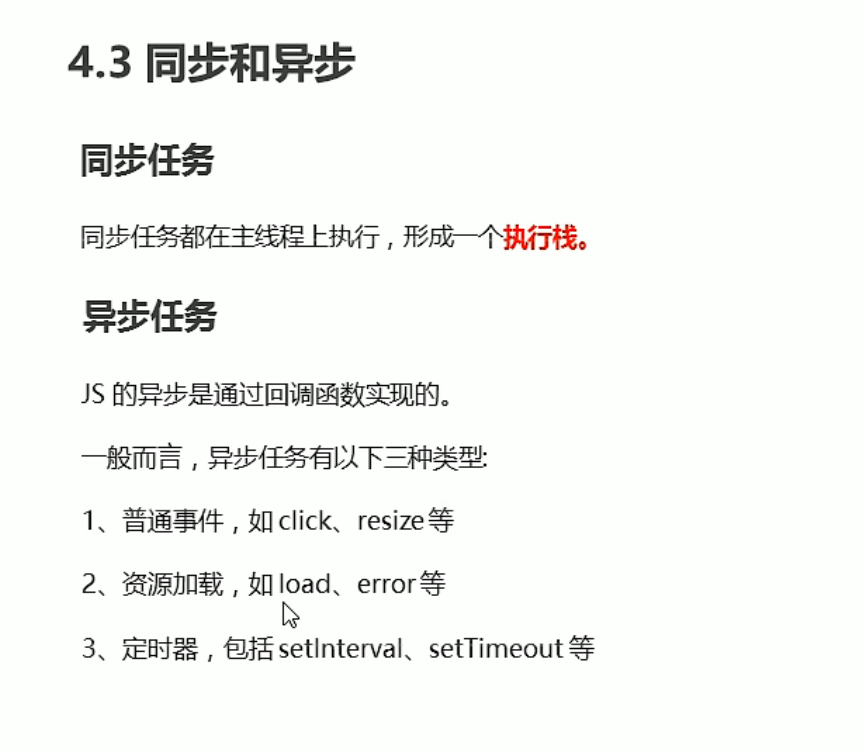 4.3 同步和异步
同步任务
同步任务都在主线程上执行，形成一个执行栈。
异步任务
JS 的异步是通过回调函数实现的。
一般而言，异步任务有以下三种类型:
1、普通事件，如 click、resize 等
2、资源加载，如 load、error 等
3、定时器，包括 setInterval、setTimeout 等